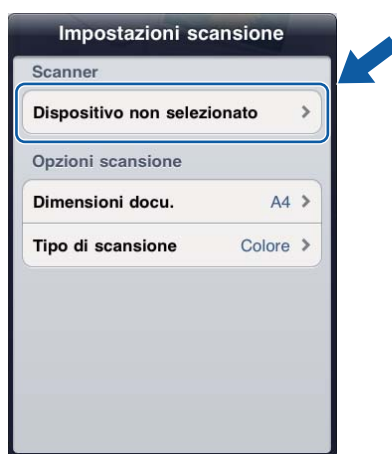 Impostazioni scansione
Scanner
Dispositivo non selezionato
Opzioni scansione
Dimensioni docu. A4
Tipo di scansione Colore